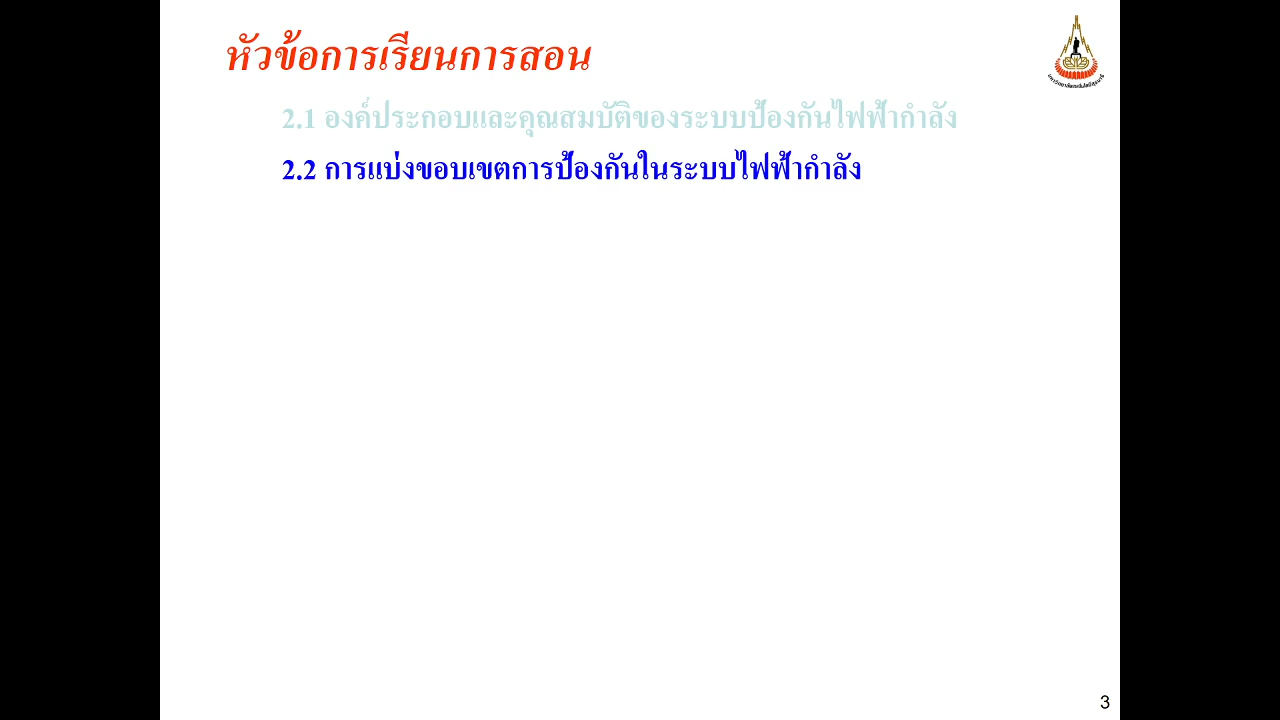 หัวข้อการเรียนการสอน
2.1 องค์ประกอบและคุณสมบัติของระบบป้องกันไฟฟ้ากำลัง
2.2 การแบ่งขอบเขตการป้องกันในระบบไฟฟ้ากำลัง
3